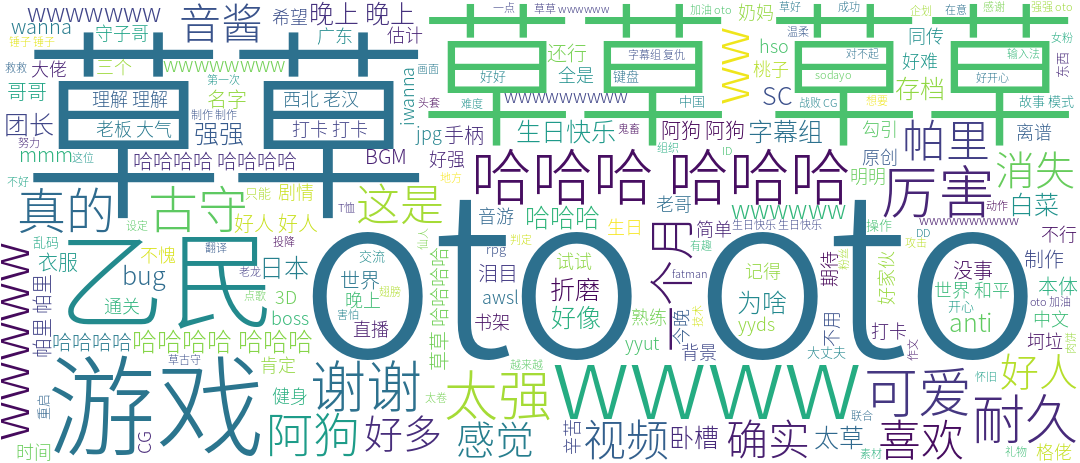 wwwwwww
音酱
希望
晚上 晚上
一点
草草 wwwwww
加油 oto
奶妈
草好
成功
企划
在意
感谢
强强 oto
wanna
守子哥
广东
估计
草草
草
草草
女粉
锤子 锤子
温柔
救救
大佬
三个
wwwwwwww
画面
还行
字幕组 复仇
W W W
hso
同传
对不起
输入法
东西
第一次
好好
全是
键盘
桃子
好难
sodayo
好开心
哥哥
名字
理解 理解
西北 老汉
iwanna
头套
难度
wwwwwwwww
中国
SC
战败 CG
想要
存档
故事 模式
制作 制作
团长
强强
老板 大气
打卡 打卡
jpg
手柄
生日快乐
鬼畜
阿狗 阿狗
字幕组
勾引
帕里
离谱
努力
mmm
这位
哈哈哈哈 哈哈哈哈
BGM
好强
组织
ID
原创
不好
只能
剧情
地方
哈哈哈 哈哈哈
明明
厉害
消失
真的
古守
T恤
这是
老哥
动作
白菜
设定
好人 好人
音游
哈哈哈
生日
wwwwww
简单
生日快乐 生日快乐
操作
wwwwwwwww
不行
乱码
不愧
翻译
投降
仙人
判定
一个月
有趣
攻击
DD
衣服
乙民
oto oto
交流
rpg
试试
期待
粉丝
没事
制作
帕里 帕里
bug
老龙
日本
世界
翅膀
泪目
折磨
fatman
记得
好家伙
世界 和平
本体
通关
点歌
3D
晚上
awsl
好像
熟练
为啥
yyds
开心
oto 加油
boss
害怕
直播
书架
今晚
技术
不用
打卡
anti
中文
哈哈哈哈
哈哈哈哈 哈哈哈
草草 哈哈哈哈
yyut
背景
大丈夫
作文
坷垃
游戏
草古守
肯定
谢谢
越来越
太强
wwwww
可爱
怀旧
好人
重启
健身
太卷
联合
耐久
时间
CG
阿狗
好多
感觉
辛苦
视频
卧槽
确实
太草
素材
喜欢
礼物
格佬